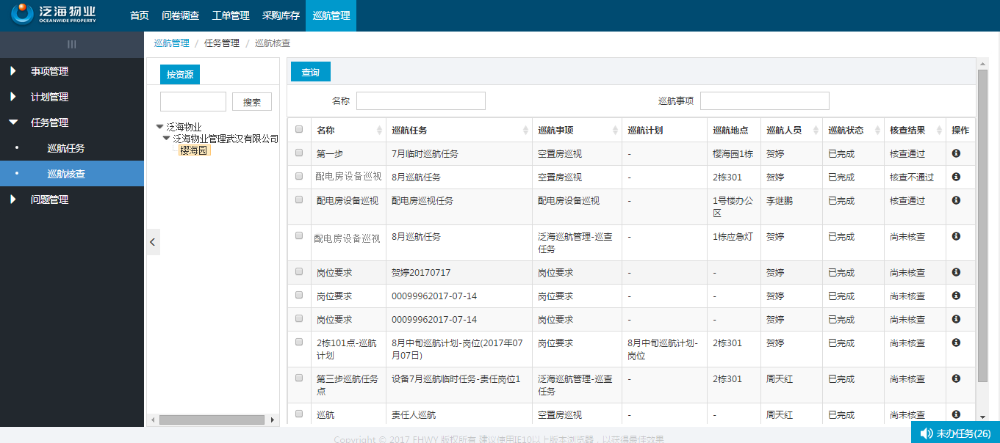 泛海物业
OCEANWIDE PROPERTY
首页 问卷调查 工单管理 采购库存 巡航管理
巡航管理 / 任务管理 / 巡航核查
事项管理
计划管理
任务管理
巡航任务
巡航核查
问题管理
按资源
搜索
泛海物业
泛海物业管理武汉有限公司
樱海园
查询
名称 巡航事项
名称 巡航任务 巡航事项 巡航计划 巡航地点 巡航人员 巡航状态 核查结果 操作
第一步 7月临时巡航任务 空置房巡视 - 樱海园1栋 贺婷 已完成 核查通过
配电房设备巡视 8月巡航任务 空置房巡视 - 2栋301 贺婷 已完成 核查不通过
配电房设备巡视 配电房巡视任务 配电房设备巡视 - 1号楼办公 李继鹏 已完成 核查通过
区
配电房设备巡视 8月巡航任务 泛海巡航管理-巡查 - 1栋应急灯 贺婷 已完成 尚未核查
任务
岗位要求 贺婷20170717 岗位要求 - - 贺婷 已完成 尚未核查
岗位要求 00099962017-07-14 岗位要求 - - 贺婷 已完成 尚未核查
岗位要求 00099962017-07-14 岗位要求 - - 贺婷 已完成 尚未核查
2栋101点-巡航 8月中旬巡航计划-岗位(2017年07 岗位要求 8月中旬巡航计划- 2栋301 贺婷 已完成 尚未核查
计划 月07日) 岗位
第三步巡航任务 设备7月巡航临时任务-责任岗位1 泛海巡航管理-巡查 - 2栋301 周天红 已完成 尚未核查
点 任务
巡航 责任人巡航 空置房巡视 - - 周天红 已完成 尚未核查
未办任务(26)
Copyright © 2017 FHWY 版权所有 建议使用IE10以上版本浏览器，以获得最佳效果